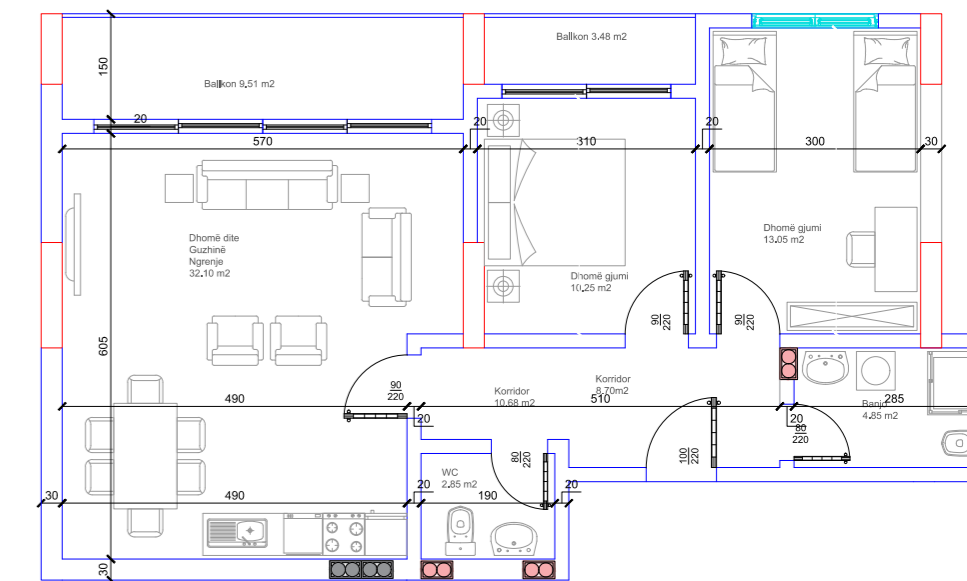 Ballkon 3.48 m2
150
Ballkon 9.51 m2
20
20
20
570
310
300
30
Dhomë dite
Guzhinë
Ngrenje
32.10 m2
Dhomë gjumi
13.05 m2
Dhomë gjumi
10.25 m2
90
220
90
220
605
90
220
Korridor
10.68 m2
Korridor
8.70m2
490
510
Banjo
4.85 m2
285
20
20
80
220
80
220
100
220
WC
2.85 m2
30
490
20
190
20
30